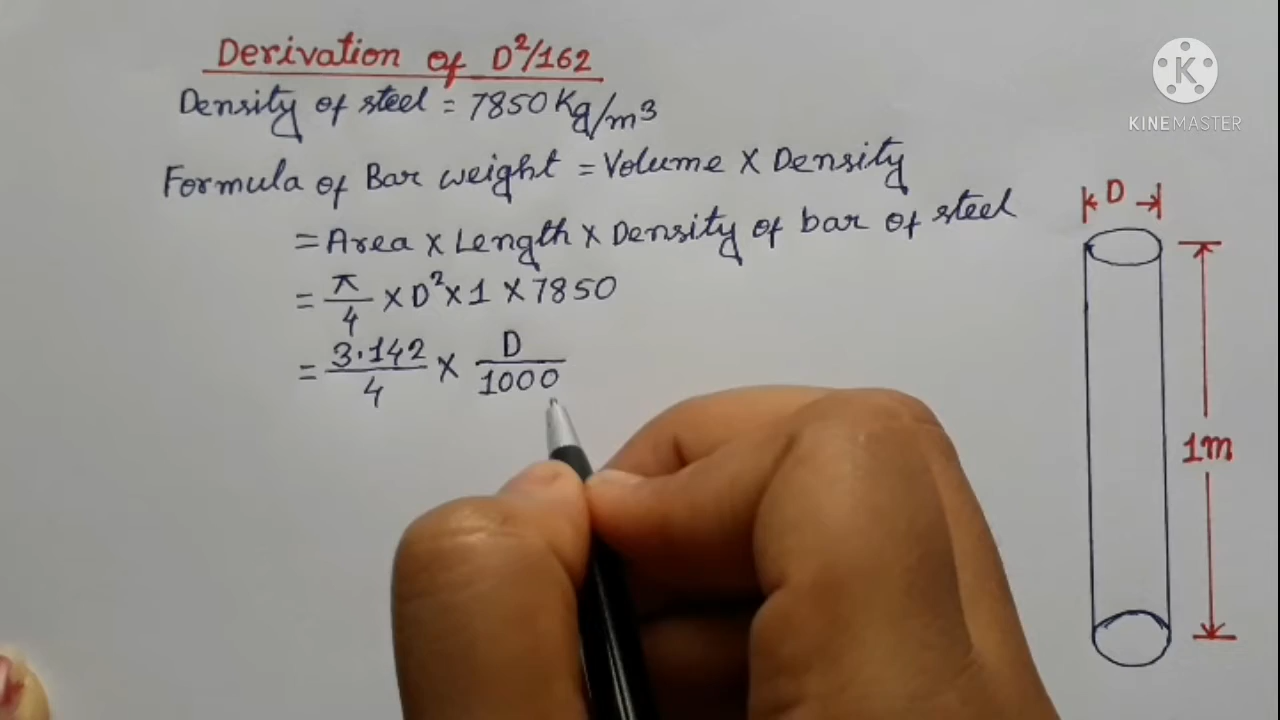 Derivation of D²/162
Density of steel = 7850 Kg/m³
Formula of Bar weight = Volume X Density
= Area x Length x Density of bar of steel
= π/4 x D² x 1 x 7850
= 3.142/4 x D/1000
D
1m
K
KINEMASTER